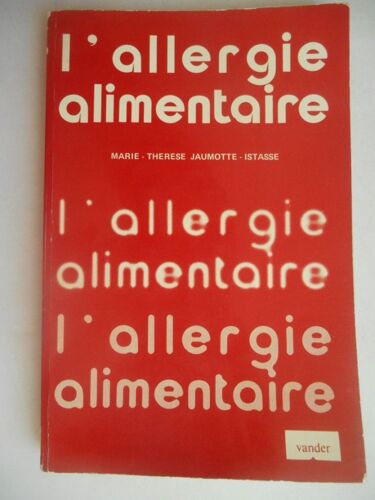 l'allergie
alimentaire
MARIE - THERESE JAUMOTTE - ISTASSE
l'allergie
alimentaire
l'allergie
alimentaire
vander